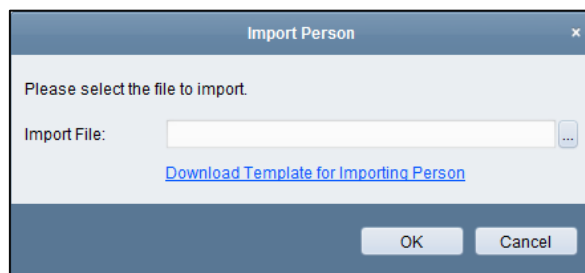 Import Person ×
Please select the file to import.
Import File: ...
Download Template for Importing Person
OK Cancel